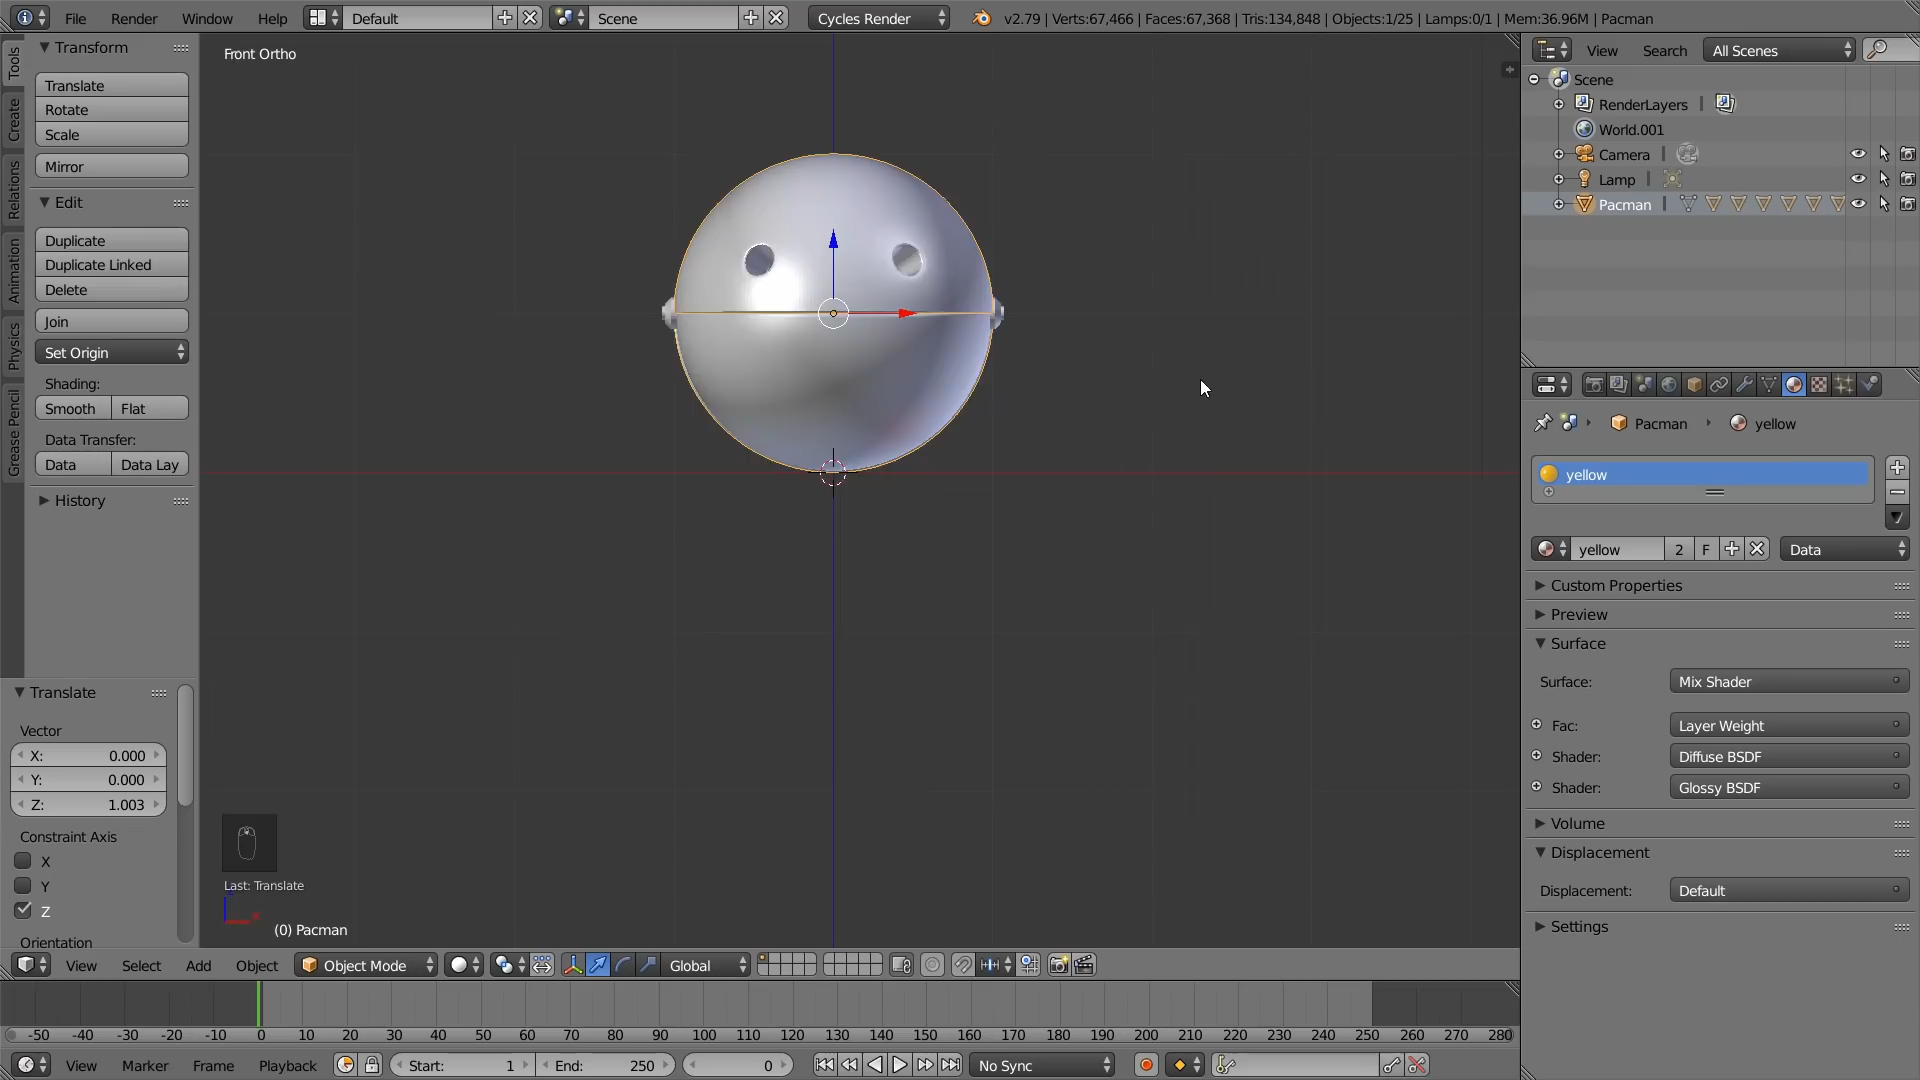 File Render Window Help Default Scene Cycles Render v2.79 | Verts:67,466 | Faces:67,368 | Tris:134,848 | Objects:1/25 | Lamps:0/1 | Mem:36.96M | Pacman
Tools
Create
Relations
Animation
Physics
Grease Pencil
Transform
Translate
Rotate
Scale
Mirror
Edit
Duplicate
Duplicate Linked
Delete
Join
Set Origin
Shading:
Smooth Flat
Data Transfer:
Data Data Lay
History
Translate
Vector
X: 0.000
Y: 0.000
Z: 1.003
Constraint Axis
X
Y
Z
Orientation
Front Ortho
Last: Translate
(0) Pacman
View Select Add Object Object Mode Global
-50 -40 -30 -20 -10 0 10 20 30 40 50 60 70 80 90 100 110 120 130 140 150 160 170 180 190 200 210 220 230 240 250 260 270 280
View Marker Frame Playback Start: 1 End: 250 0 No Sync
View Search All Scenes
Scene
RenderLayers |
World.001
Camera |
Lamp |
Pacman |
Pacman yellow
yellow
yellow 2 F Data
Custom Properties
Preview
Surface
Surface: Mix Shader
Fac: Layer Weight
Shader: Diffuse BSDF
Shader: Glossy BSDF
Volume
Displacement
Displacement: Default
Settings